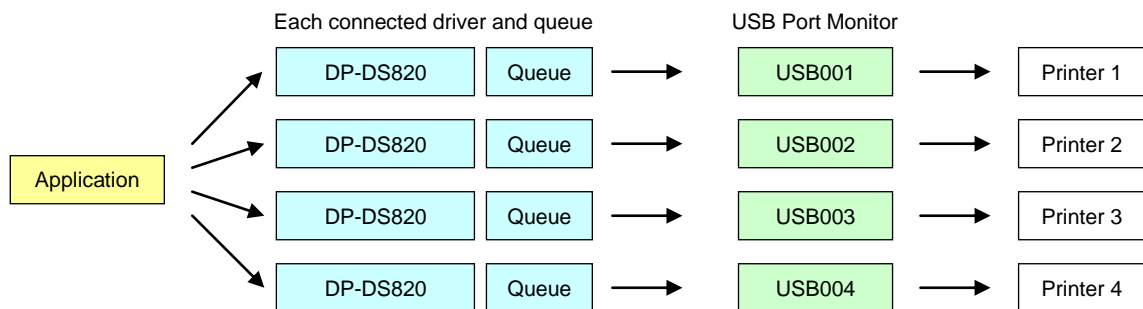 Each connected driver and queue USB Port Monitor
DP-DS820 Queue USB001 Printer 1
DP-DS820 Queue USB002 Printer 2
Application
DP-DS820 Queue USB003 Printer 3
DP-DS820 Queue USB004 Printer 4